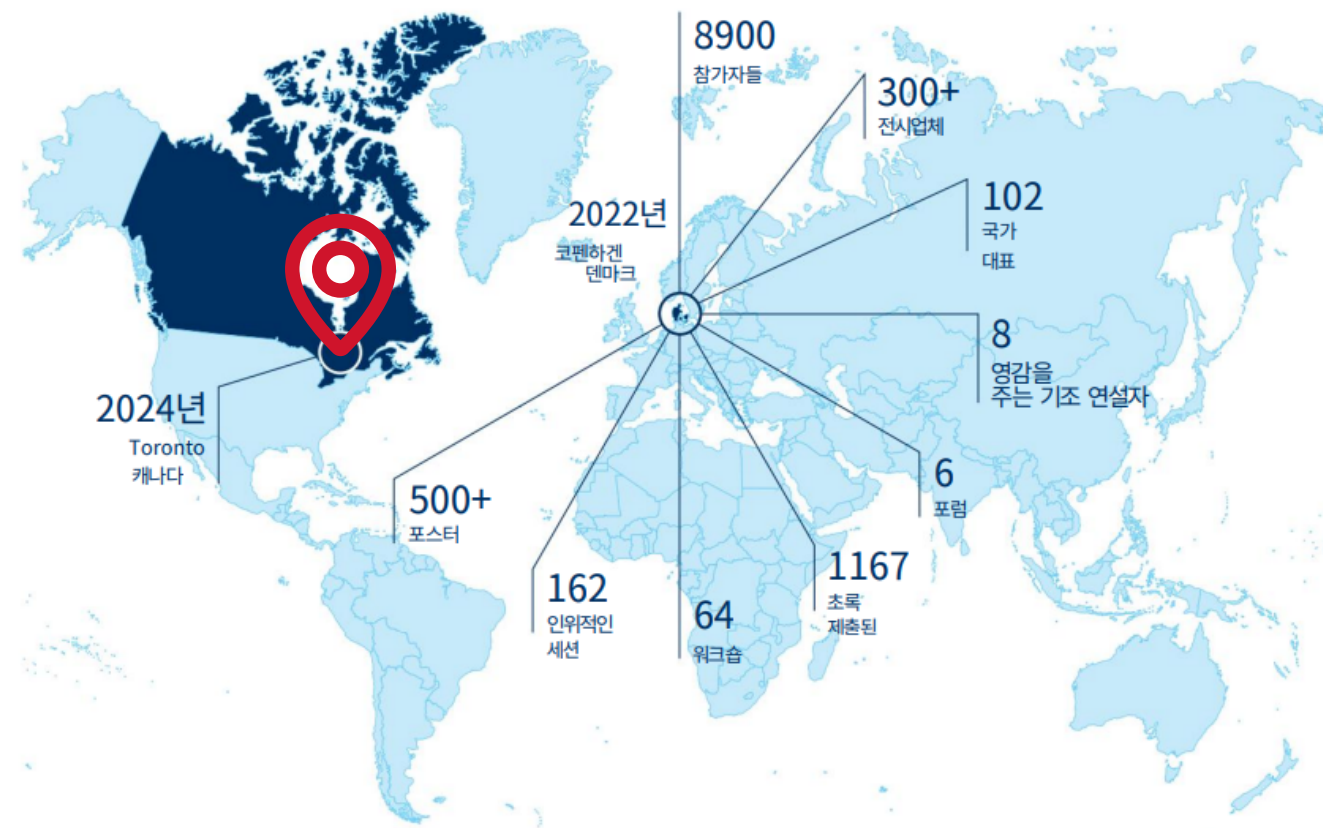 8900
참가자들
300+
전시업체
102
국가
대표
2022년
코펜하겐
덴마크
8
영감을
주는 기조 연설자
2024년
Toronto
캐나다
500+
포스터
6
포럼
162
인위적인
세션
64
워크숍
1167
초록
제출된